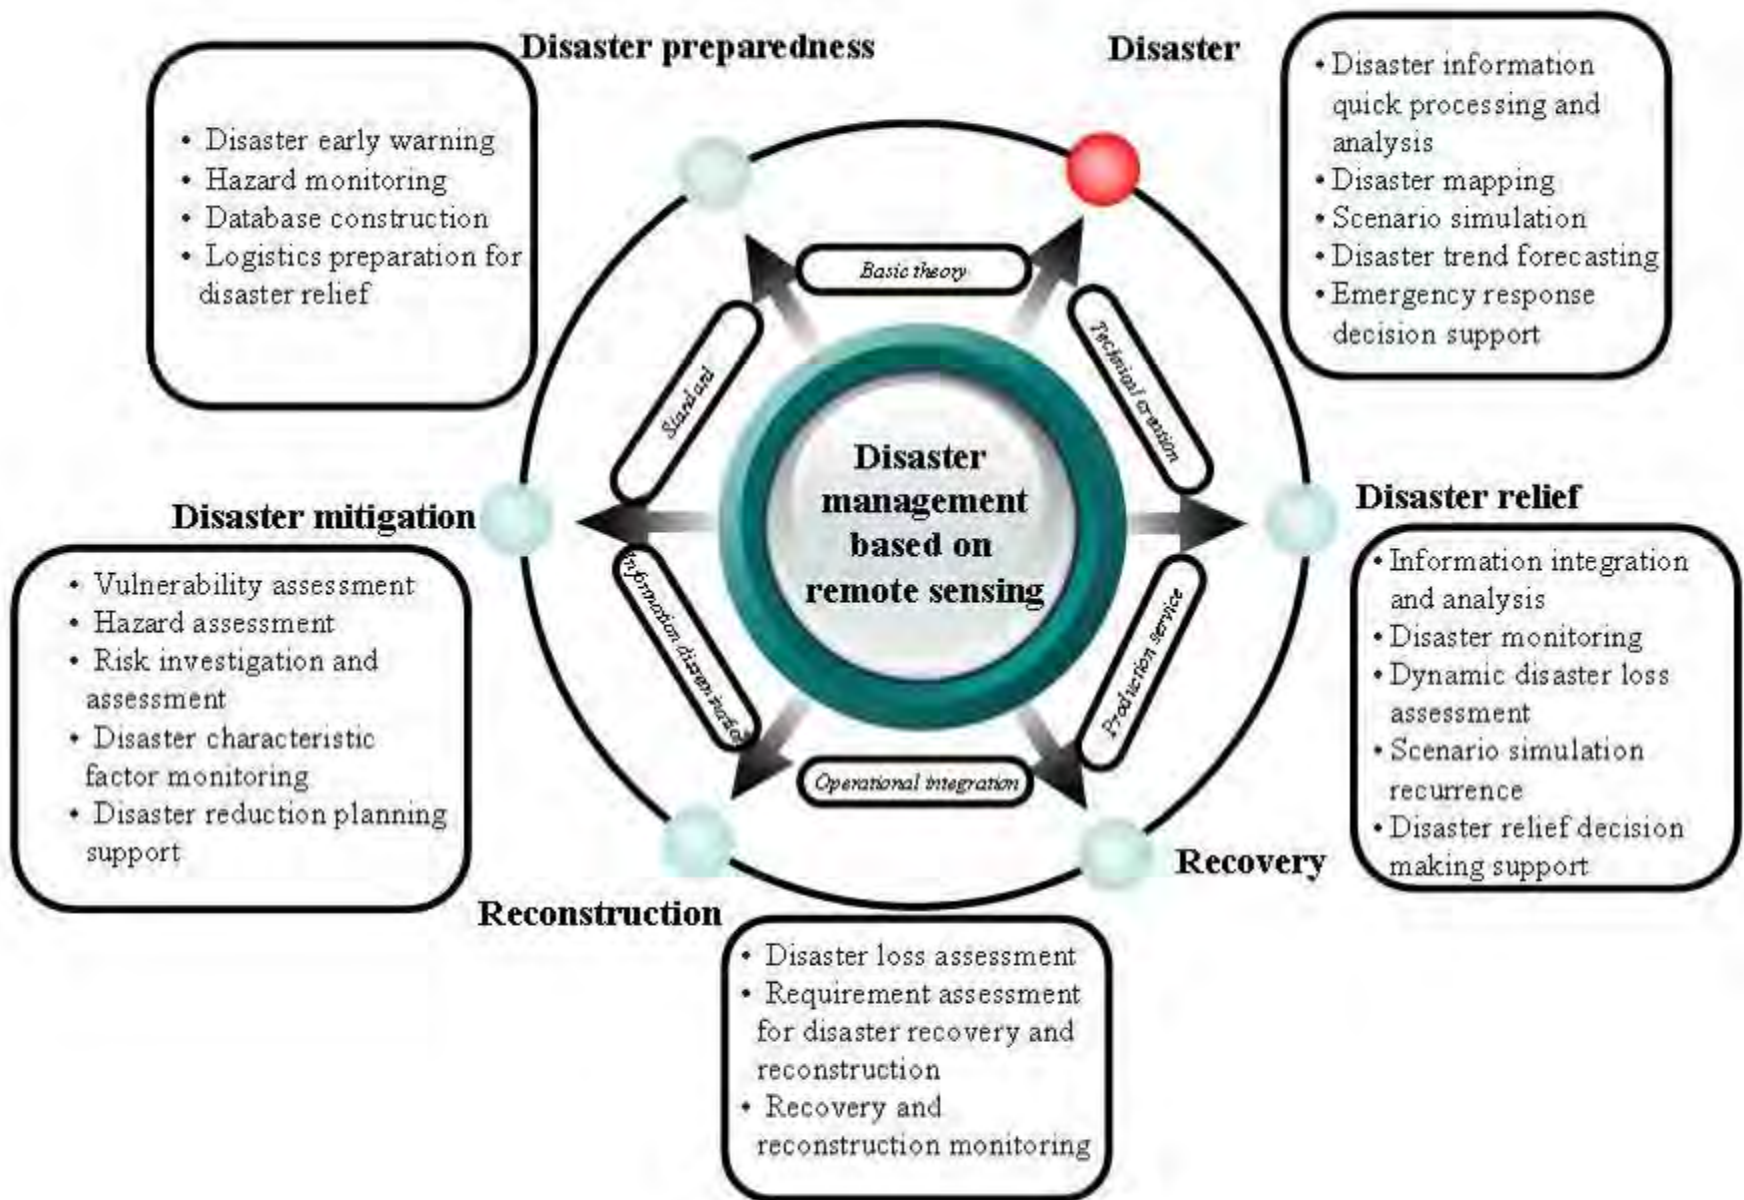 Disaster preparedness
• Disaster early warning
• Hazard monitoring
• Database construction
• Logistics preparation for
disaster relief
Disaster
• Disaster information
quick processing and
analysis
• Disaster mapping
• Scenario simulation
• Disaster trend forecasting
• Emergency response
decision support
Basic theory
Standard
Technical creation
Disaster
management
based on
remote sensing
Information dissemination
Production service
Operational integration
Disaster mitigation
• Vulnerability assessment
• Hazard assessment
• Risk investigation and
assessment
• Disaster characteristic
factor monitoring
• Disaster reduction planning
support
Disaster relief
• Information integration
and analysis
• Disaster monitoring
• Dynamic disaster loss
assessment
• Scenario simulation
recurrence
• Disaster relief decision
making support
Recovery
Reconstruction
• Disaster loss assessment
• Requirement assessment
for disaster recovery and
reconstruction
• Recovery and
reconstruction monitoring